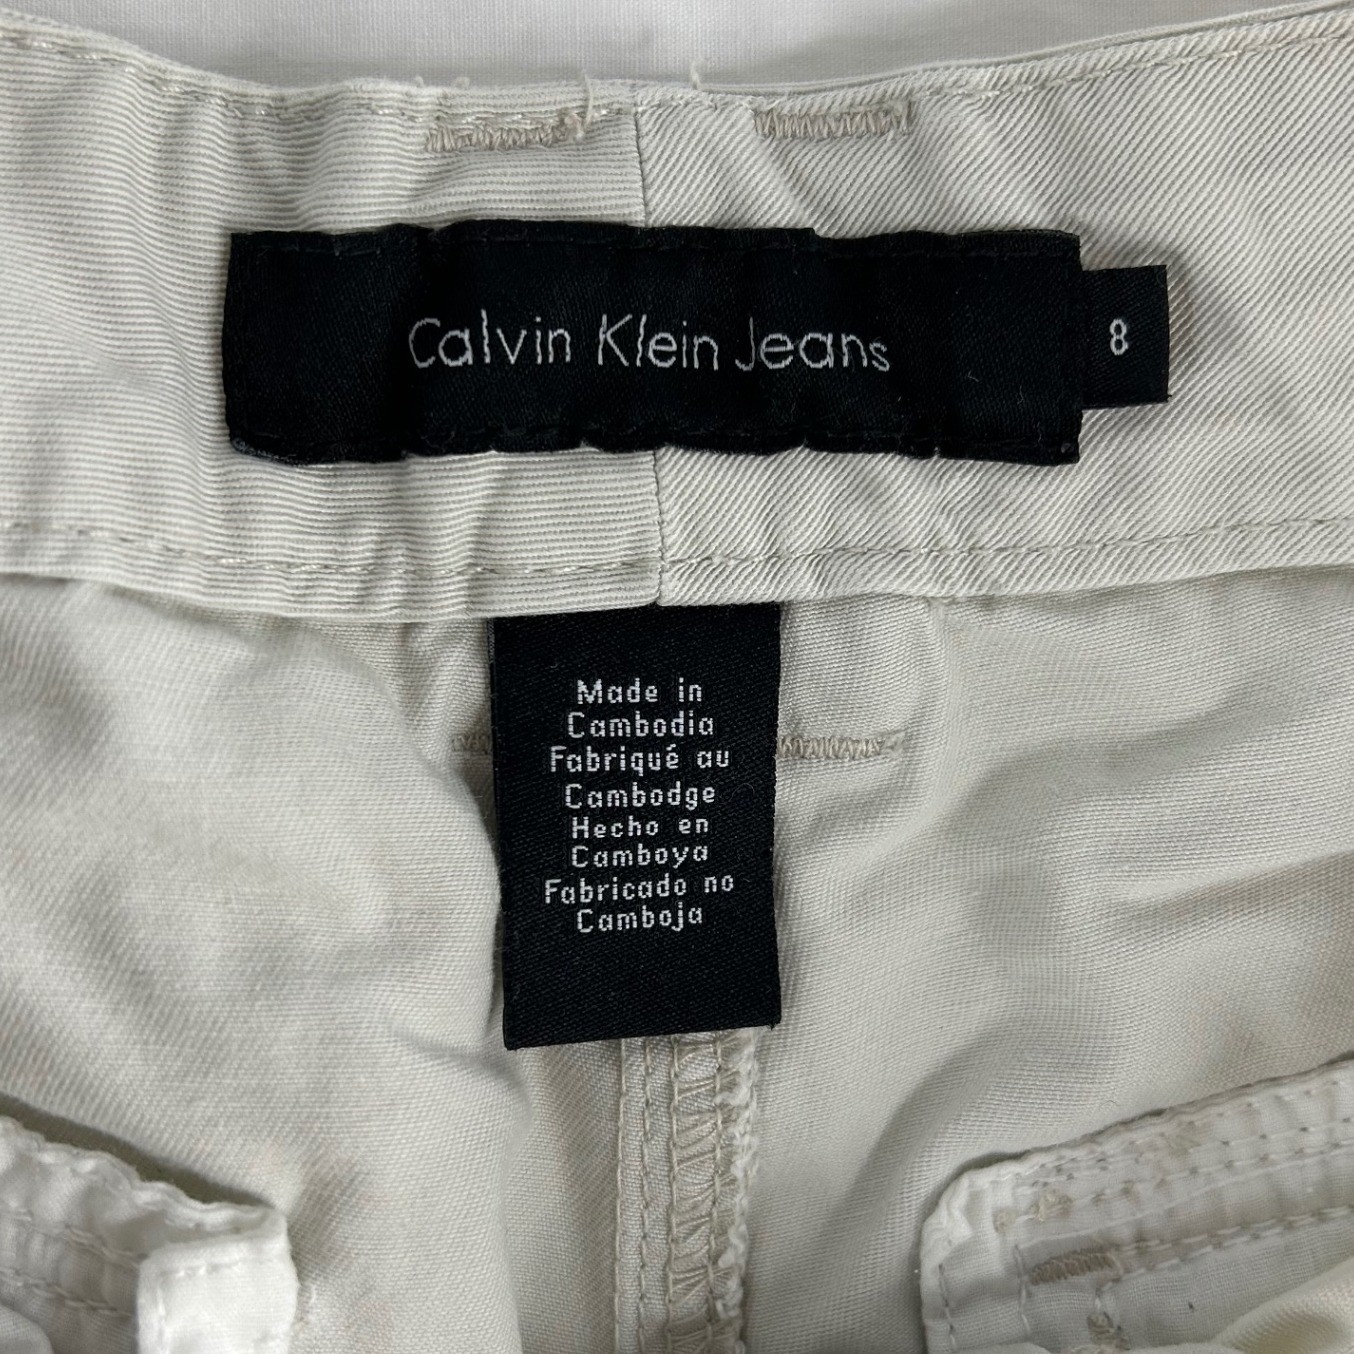 Calvin Klein Jeans
8
Made in
Cambodia
Fabriqué au
Cambodge
Hecho en
Camboya
Fabricado no
Camboja